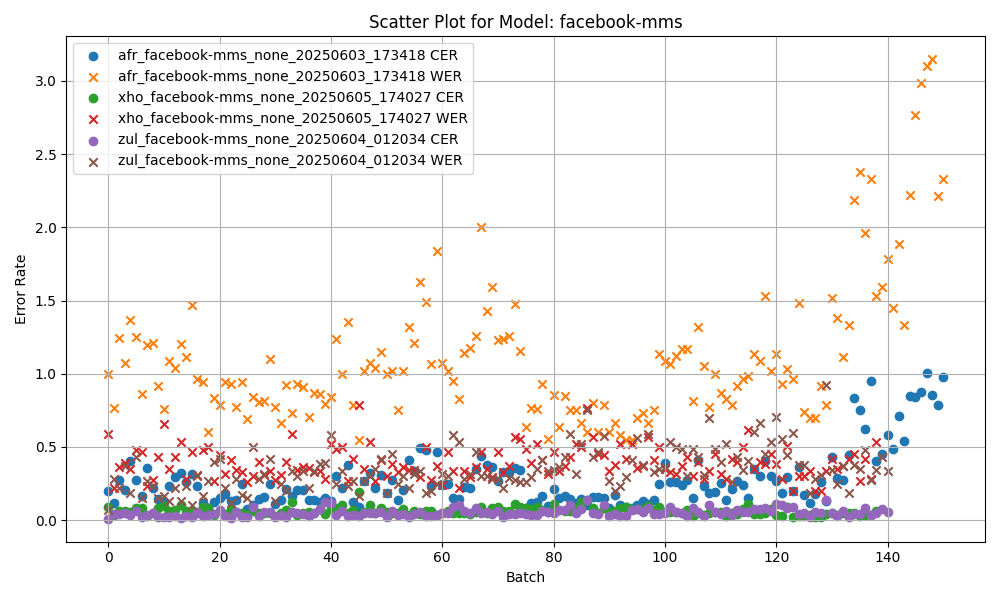 Scatter Plot for Model: facebook-mms
afr_facebook-mms_none_20250603_173418 CER
afr_facebook-mms_none_20250603_173418 WER
xho_facebook-mms_none_20250605_174027 CER
xho_facebook-mms_none_20250605_174027 WER
zul_facebook-mms_none_20250604_012034 CER
zul_facebook-mms_none_20250604_012034 WER
Error Rate
3.0
2.5
2.0
1.5
1.0
0.5
0.0
0 20 40 60 80 100 120 140
Batch